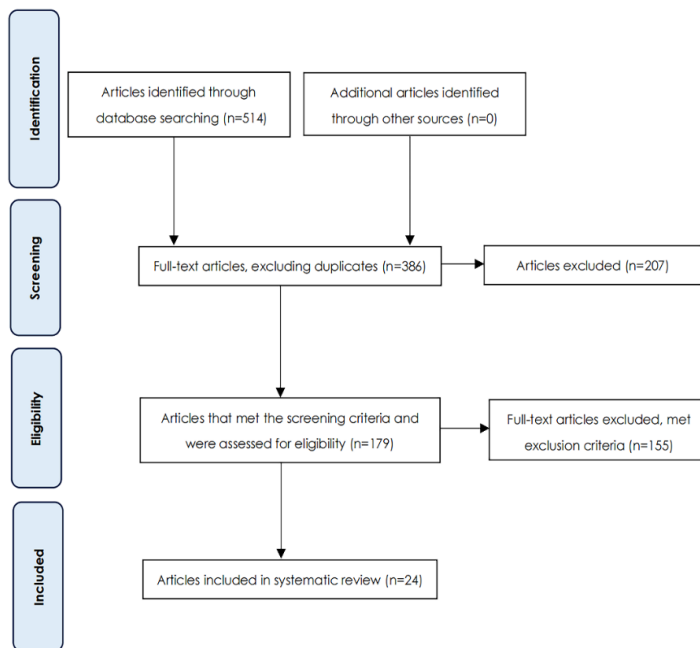 Identification
Articles identified through
database searching (n=514)
Additional articles identified
through other sources (n=0)
Screening
Full-text articles, excluding duplicates (n=386)
Articles excluded (n=207)
Eligibility
Articles that met the screening criteria and
were assessed for eligibility (n=179)
Full-text articles excluded, met
exclusion criteria (n=155)
Included
Articles included in systematic review (n=24)